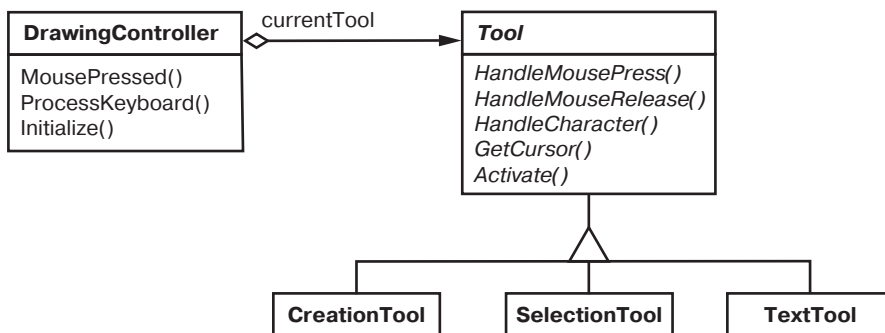 currentTool
DrawingController
MousePressed()
ProcessKeyboard()
Initialize()
Tool
HandleMousePress()
HandleMouseRelease()
HandleCharacter()
GetCursor()
Activate()
CreationTool
SelectionTool
TextTool